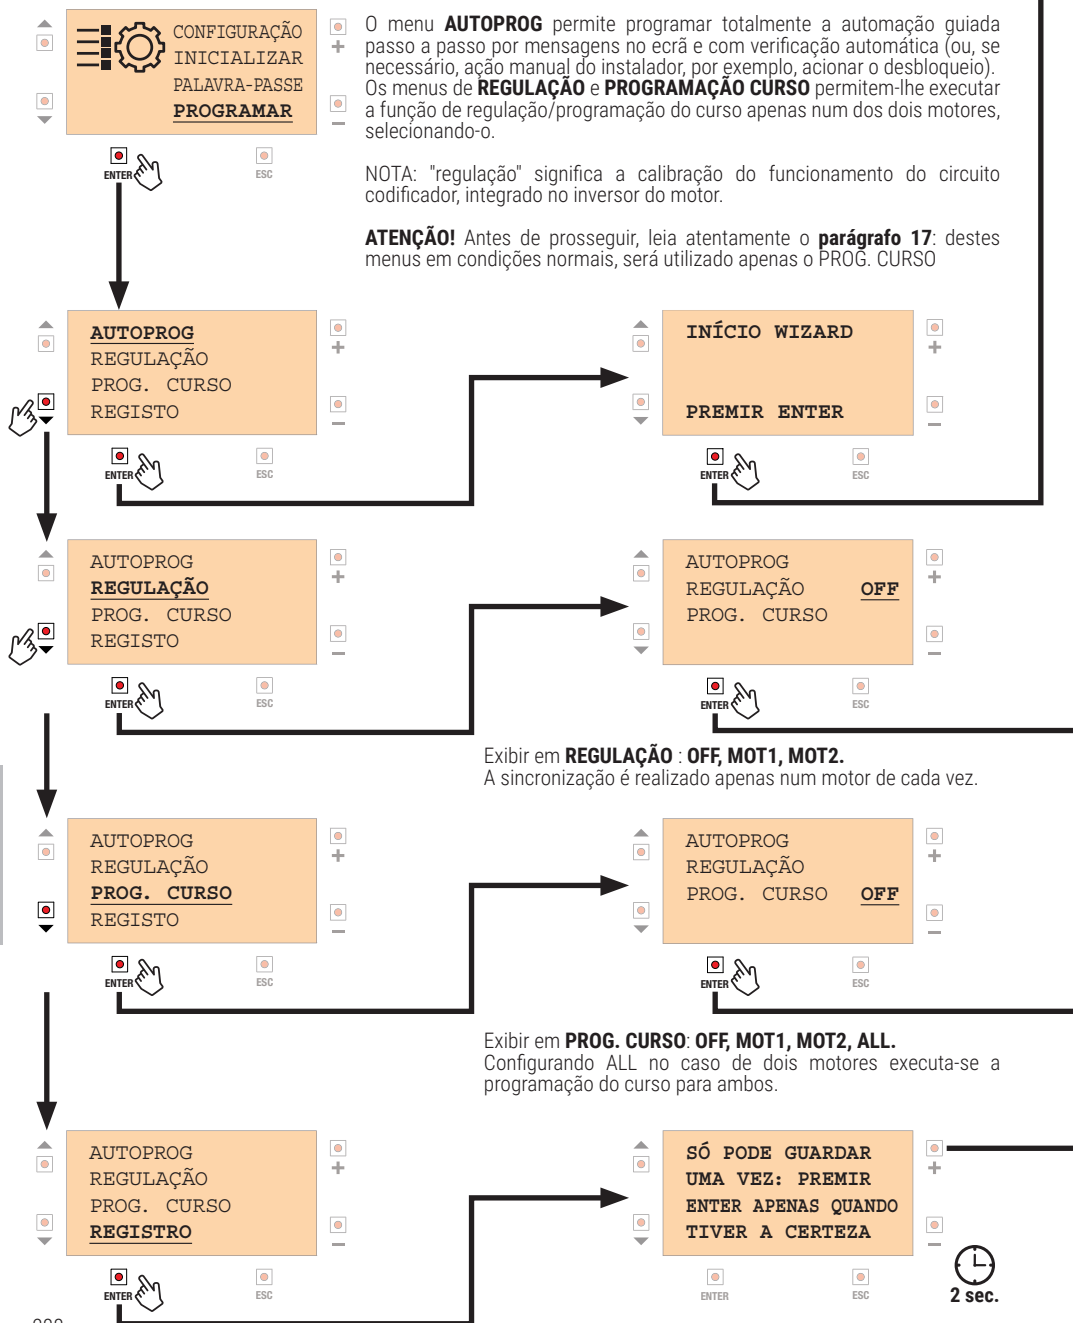 CONFIGURAÇÃO
INICIALIZAR
PALAVRA-PASSE
PROGRAMAR
+
ENTER
ESC
O menu AUTOPROG permite programar totalmente a automação guiada
passo a passo por mensagens no ecrã e com verificação automática (ou, se
necessário, ação manual do instalador, por exemplo, acionar o desbloqueio).
Os menus de REGULAÇÃO e PROGRAMAÇÃO CURSO permitem-lhe executar
a função de regulação/programação do curso apenas num dos dois motores,
selecionando-o.
NOTA: "regulação" significa a calibração do funcionamento do circuito
codificador, integrado no inversor do motor.
ATENÇÃO! Antes de prosseguir, leia atentamente o parágrafo 17: destes
menus em condições normais, será utilizado apenas o PROG. CURSO
AUTOPROG
REGULAÇÃO
PROG. CURSO
REGISTO
+
ENTER
ESC
INÍCIO WIZARD
PREMIR ENTER
+
ENTER
ESC
AUTOPROG
REGULAÇÃO
PROG. CURSO
REGISTO
+
ENTER
ESC
AUTOPROG
REGULAÇÃO OFF
PROG. CURSO
+
ENTER
ESC
Exibir em REGULAÇÃO : OFF, MOT1, MOT2.
A sincronização é realizado apenas num motor de cada vez.
AUTOPROG
REGULAÇÃO
PROG. CURSO
REGISTO
+
ENTER
ESC
AUTOPROG
REGULAÇÃO
PROG. CURSO OFF
+
ENTER
ESC
Exibir em PROG. CURSO: OFF, MOT1, MOT2, ALL.
Configurando ALL no caso de dois motores executa-se a
programação do curso para ambos.
AUTOPROG
REGULAÇÃO
PROG. CURSO
REGISTRO
+
ENTER
ESC
SÓ PODE GUARDAR
UMA VEZ: PREMIR
ENTER APENAS QUANDO
TIVER A CERTEZA
+
ENTER
ESC
2 sec.